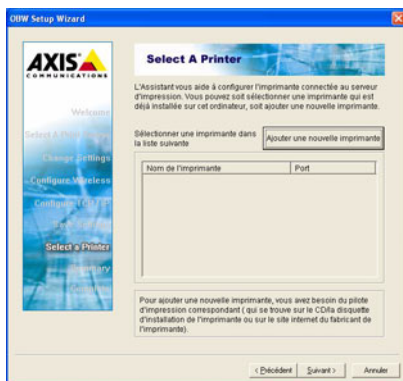 OBW Setup Wizard
AXIS
COMMUNICATIONS
Welcome
Change Settings
Configure Wireless
Select a Printer
Select A Printer
L'Assistant vous aide à configurer l'imprimante connectée au serveur
d'impression. Vous pouvez soit sélectionner une imprimante qui est
déjà installée sur cet ordinateur, soit ajouter une nouvelle imprimante.
Sélectionner une imprimante dans
la liste suivante
Ajouter une nouvelle imprimante
Nom de l'imprimante
Port
Pour ajouter une nouvelle imprimante, vous avez besoin du pilote
d'impression correspondant ( qui se trouve sur le CD/la disquette
d'installation de l'imprimante ou sur le site internet du fabricant de
l'imprimante).
< Précédent
Suivant >
Annuler